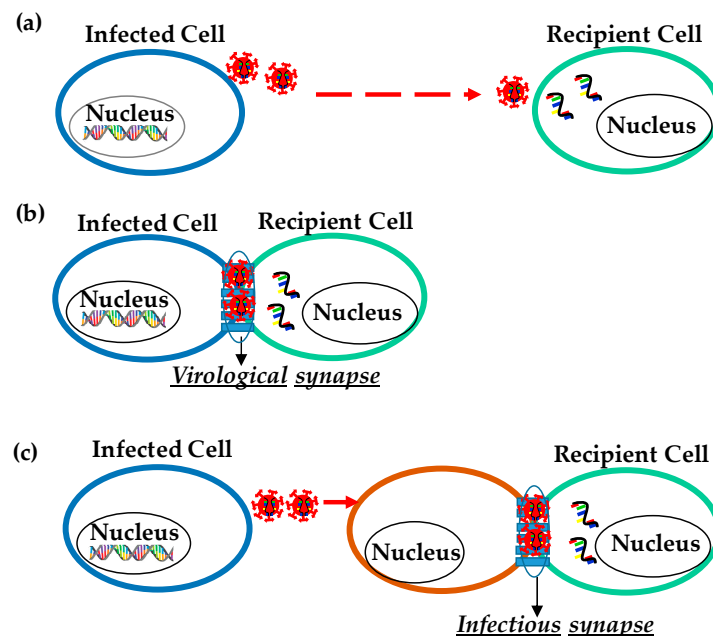 (a)
Infected Cell
Recipient Cell
Nucleus
Nucleus
(b)
Infected Cell
Recipient Cell
Nucleus
Nucleus
Virological synapse
(c)
Infected Cell
Recipient Cell
Nucleus
Nucleus
Nucleus
Infectious synapse